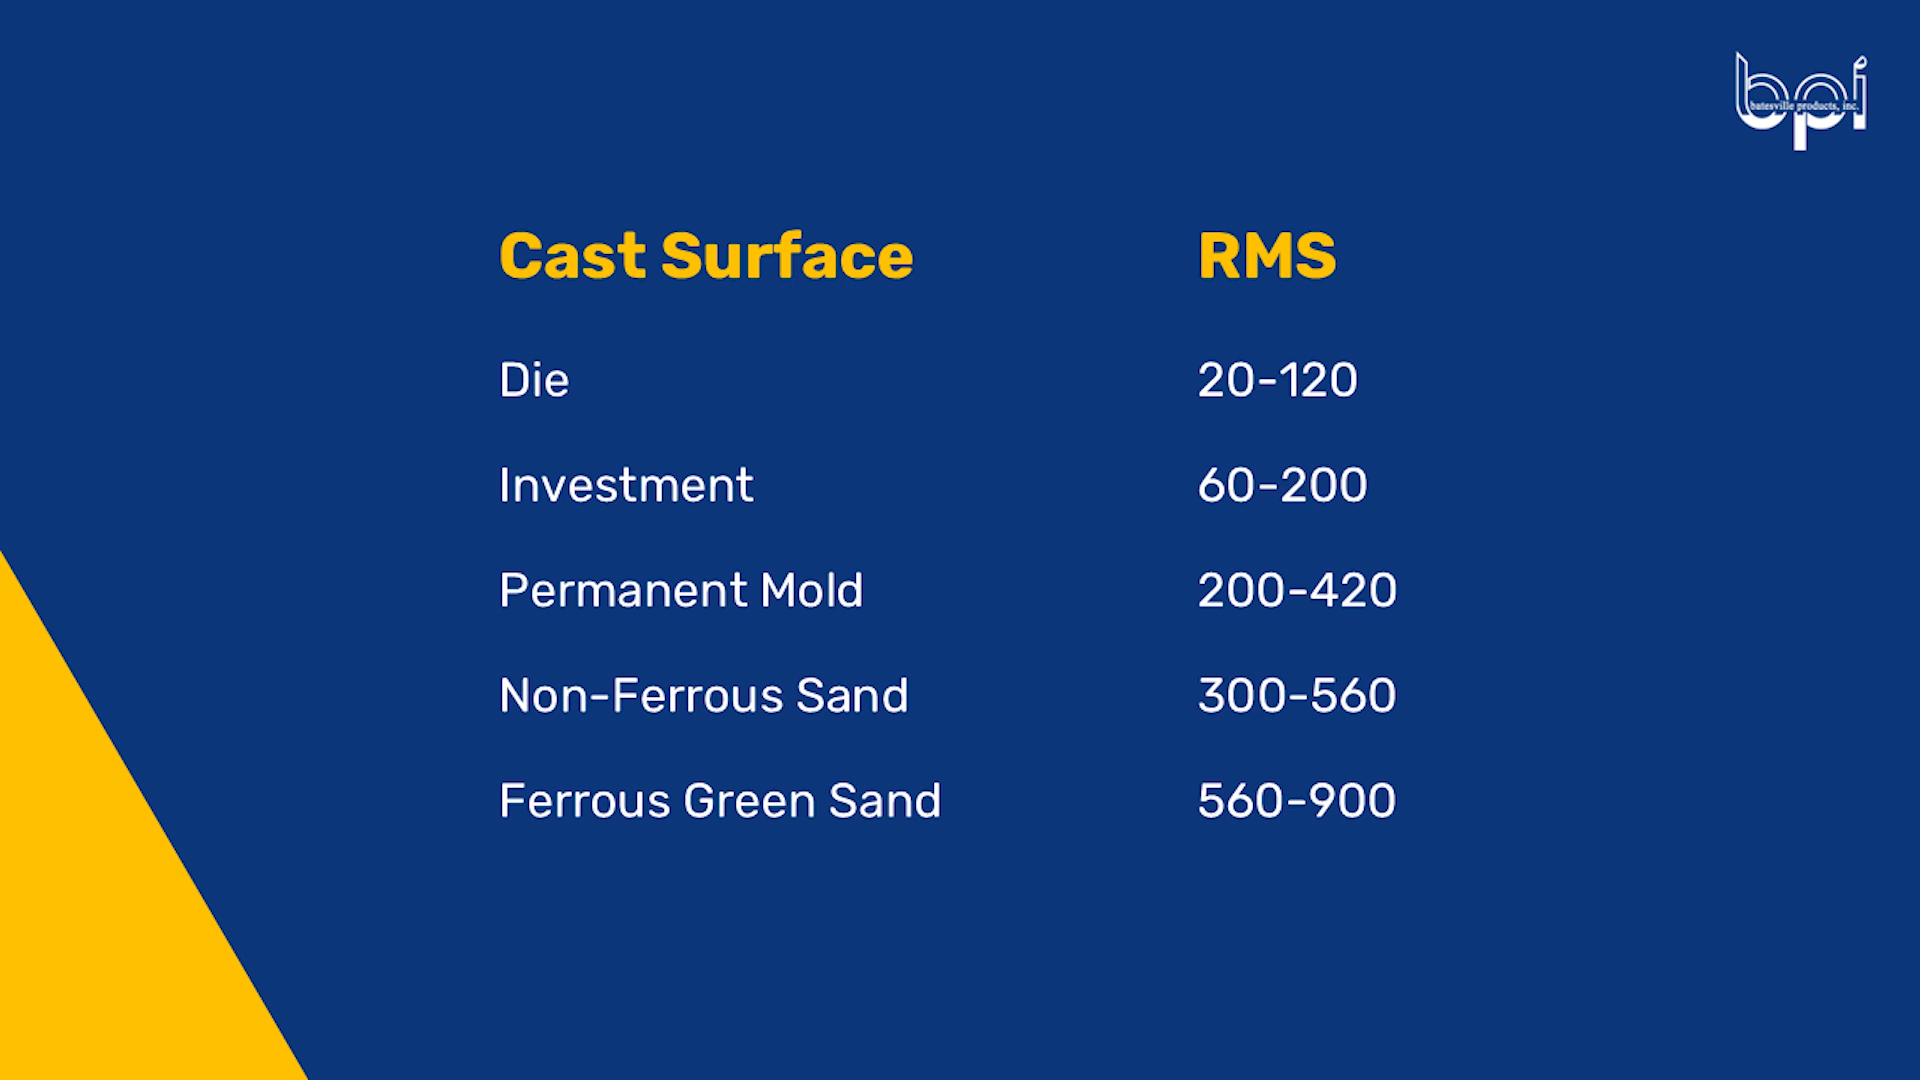 bpi
batesville products, inc.
Cast Surface RMS
Die 20-120
Investment 60-200
Permanent Mold 200-420
Non-Ferrous Sand 300-560
Ferrous Green Sand 560-900